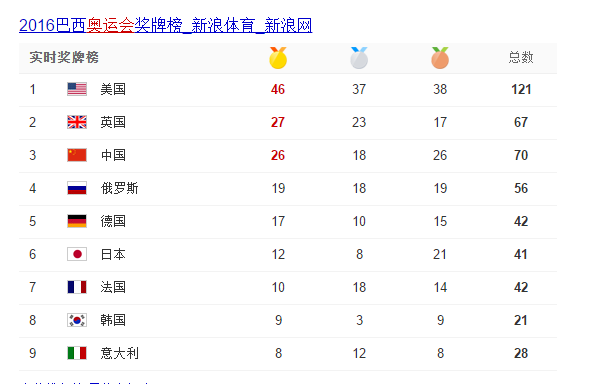 2016巴西奥运会奖牌榜_新浪体育_新浪网
实时奖牌榜 总数
1 美国 46 37 38 121
2 英国 27 23 17 67
3 中国 26 18 26 70
4 俄罗斯 19 18 19 56
5 德国 17 10 15 42
6 日本 12 8 21 41
7 法国 10 18 14 42
8 韩国 9 3 9 21
9 意大利 8 12 8 28